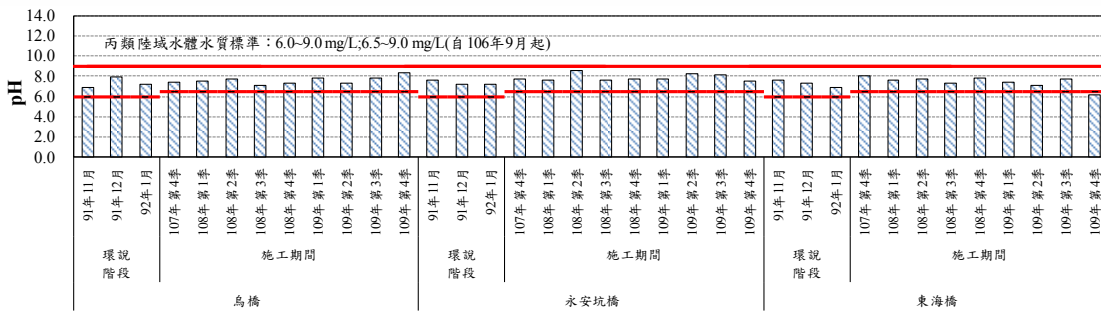 14.0
12.0
10.0
8.0
6.0
4.0
2.0
0.0
pH
丙類陸域水體水質標準：6.0~9.0 mg/L;6.5~9.0 mg/L(自106年9月起)
91年11月
91年12月
92年1月
107年第4季
108年第1季
108年第2季
108年第3季
108年第4季
109年第1季
109年第2季
109年第3季
109年第4季
91年11月
91年12月
92年1月
107年第4季
108年第1季
108年第2季
108年第3季
108年第4季
109年第1季
109年第2季
109年第3季
109年第4季
91年11月
91年12月
92年1月
107年第4季
108年第1季
108年第2季
108年第3季
108年第4季
109年第1季
109年第2季
109年第3季
109年第4季
環說
階段
施工期間
環說
階段
施工期間
環說
階段
施工期間
烏橋
永安坑橋
東海橋